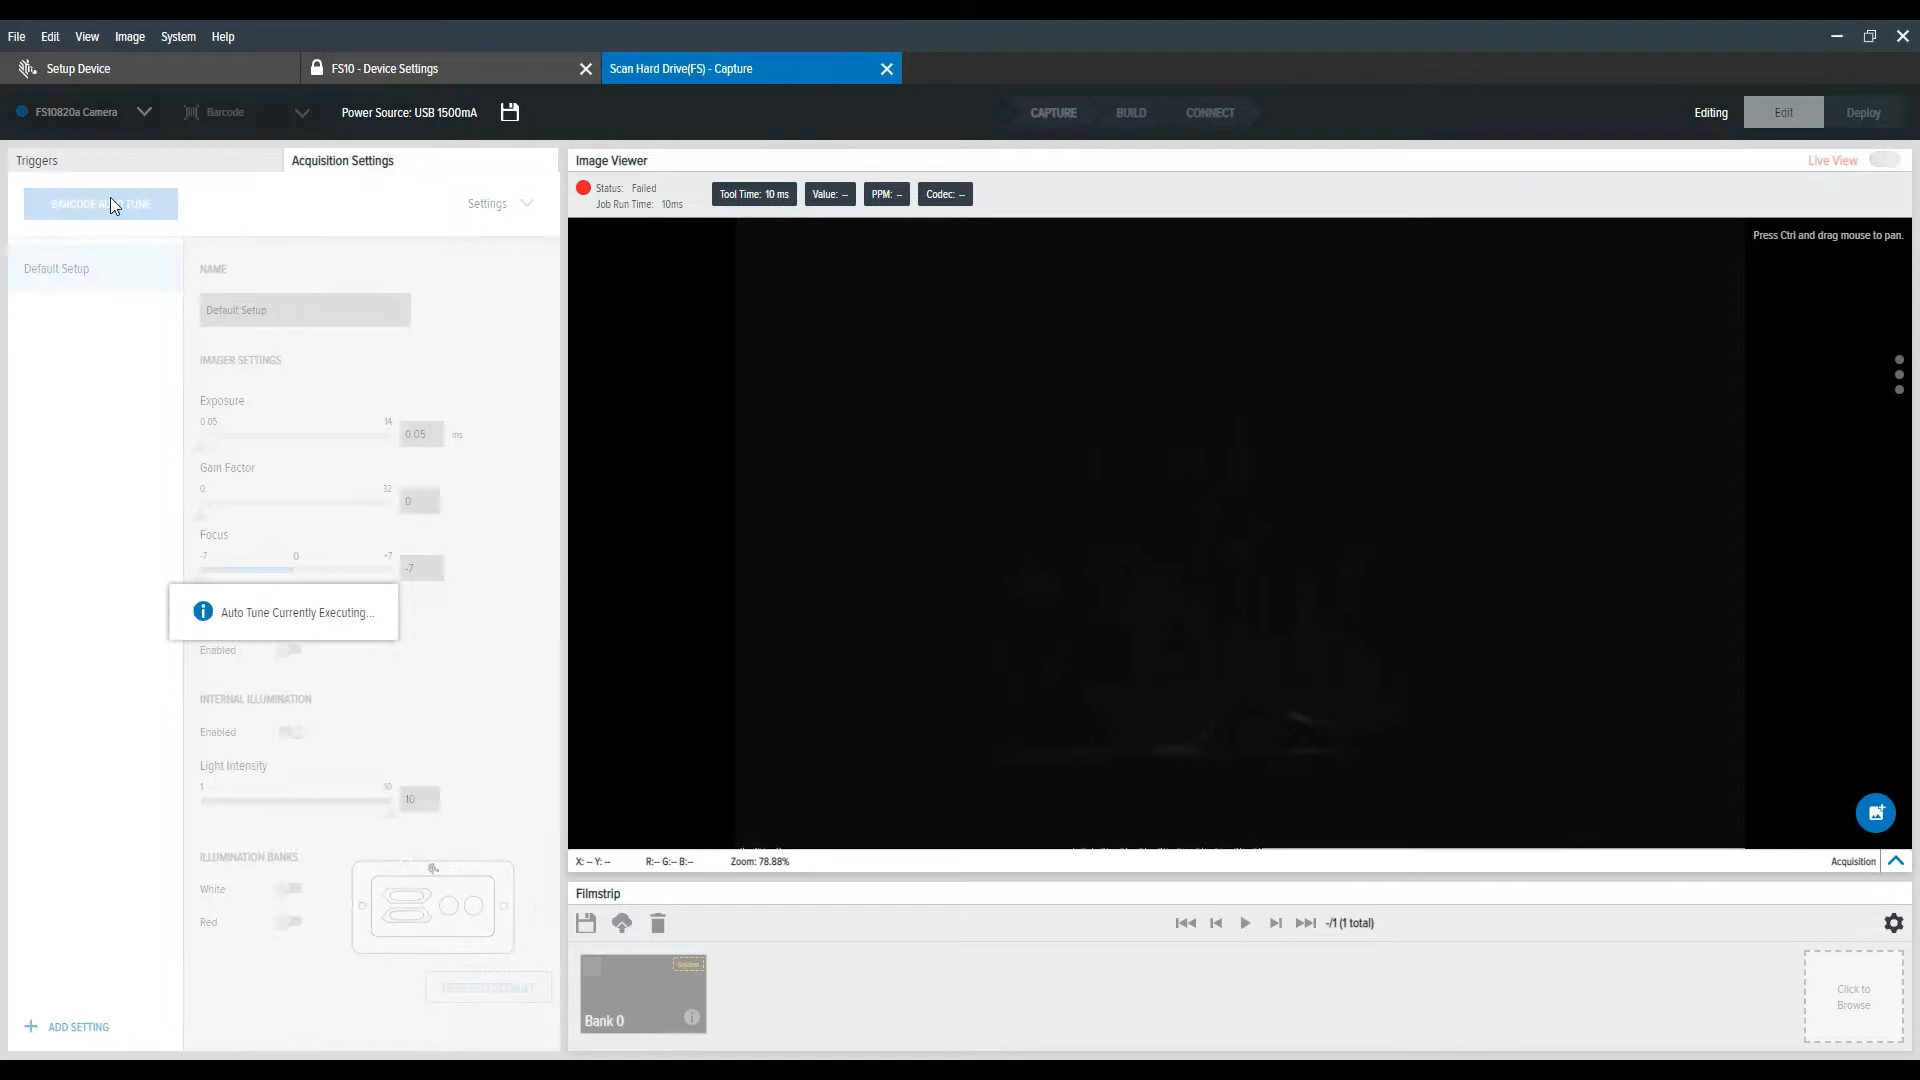 File Edit View Image System Help
Setup Device FS10 - Device Settings Scan Hard Drive(FS) - Capture
FS10820a Camera Barcode Power Source: USB 1500mA CAPTURE BUILD CONNECT Editing Edit Deploy
Triggers Acquisition Settings
BARCODE AUTO TUNE Settings
Default Setup
NAME
Default Setup
IMAGER SETTINGS
Exposure
0.05 14 0.05 ms
Gain Factor
0 32 0
Focus
-7 0 +7 -7
Auto Tune Currently Executing...
Enabled
INTERNAL ILLUMINATION
Enabled
Light Intensity
1 10 10
ILLUMINATION BANKS
White
Red
ADD SETTING
Image Viewer Live View
Status: Failed
Job Run Time: 10ms
Tool Time: 10 ms Value: -- PPM: -- Codec: --
Press Ctrl and drag mouse to pan.
X: -- Y: -- R:-- G:-- B:-- Zoom: 78.88% Acquisition
Filmstrip
-/1 (1 total)
Golden
Bank 0
Click to
Browse